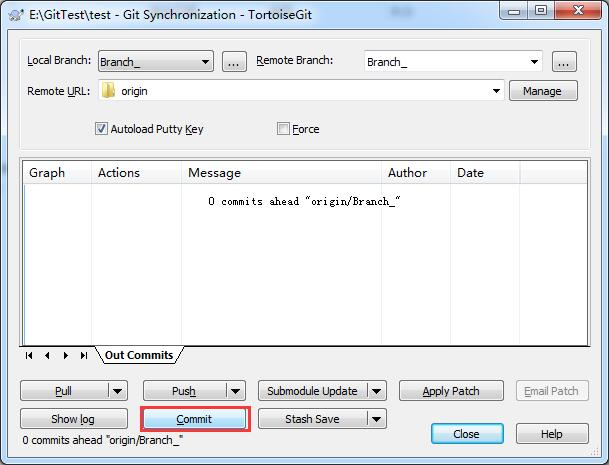 E:\GitTest\test - Git Synchronization - TortoiseGit
Local Branch: Branch_ ... Remote Branch: Branch_ ...
Remote URL: origin Manage
Autoload Putty Key Force
Graph Actions Message Author Date
0 commits ahead "origin/Branch_"
Out Commits
Pull Push Submodule Update Apply Patch Email Patch
Show log Commit Stash Save
0 commits ahead "origin/Branch_"
Close Help